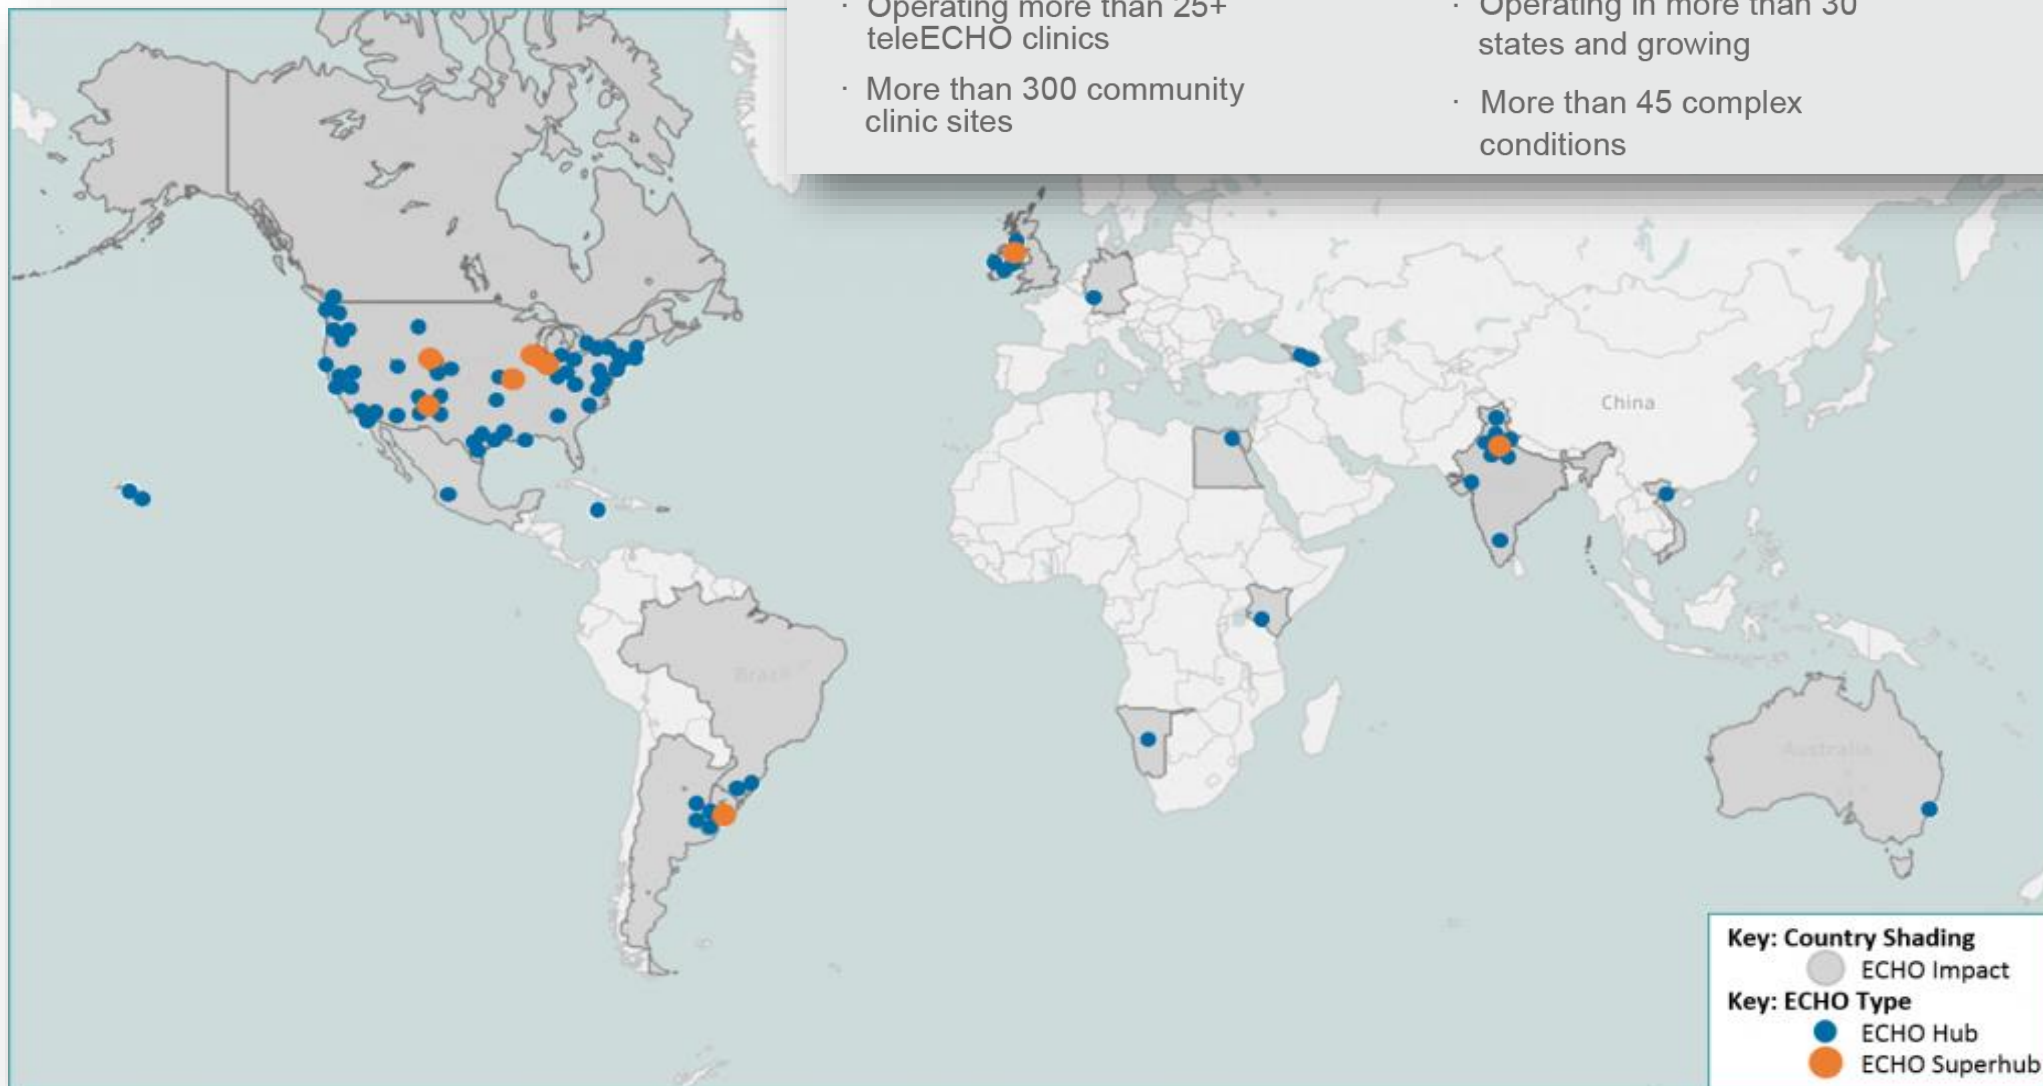 · Operating more than 25+
teleECHO clinics
· More than 300 community
clinic sites
· Operating in more than 30
states and growing
· More than 45 complex
conditions
China
Brazil
Australia
Key: Country Shading
ECHO Impact
Key: ECHO Type
ECHO Hub
ECHO Superhub